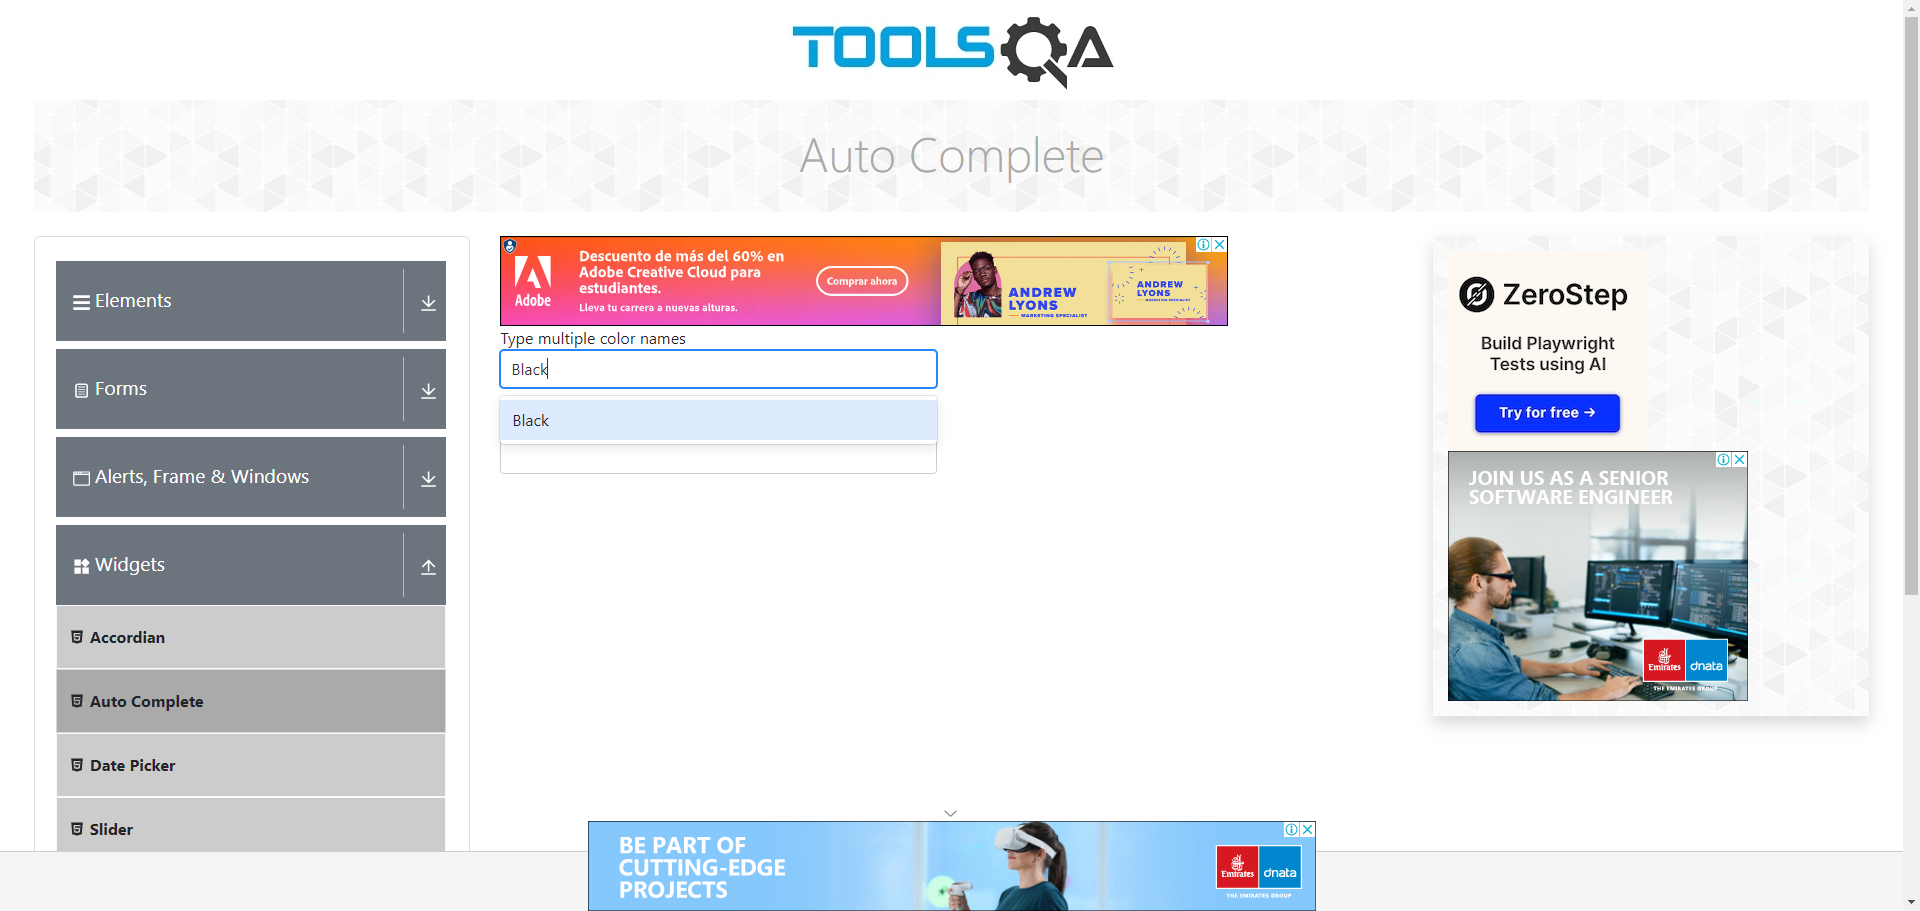 TOOLSQA
Auto Complete
Elements
Forms
Alerts, Frame & Windows
Widgets
Accordian
Auto Complete
Date Picker
Slider
Adobe
Descuento de más del 60% en
Adobe Creative Cloud para
estudiantes.
Lleva tu carrera a nuevas alturas.
Comprar ahora
ANDREW
LYONS
MARKETING SPECIALIST
ANDREW
LYONS
MARKETING SPECIALIST
Type multiple color names
Black
Black
ZeroStep
Build Playwright
Tests using AI
Try for free →
JOIN US AS A SENIOR
SOFTWARE ENGINEER
Emirates
dnata
THE EMIRATES GROUP
BE PART OF
CUTTING-EDGE
PROJECTS
Emirates
dnata
THE EMIRATES GROUP